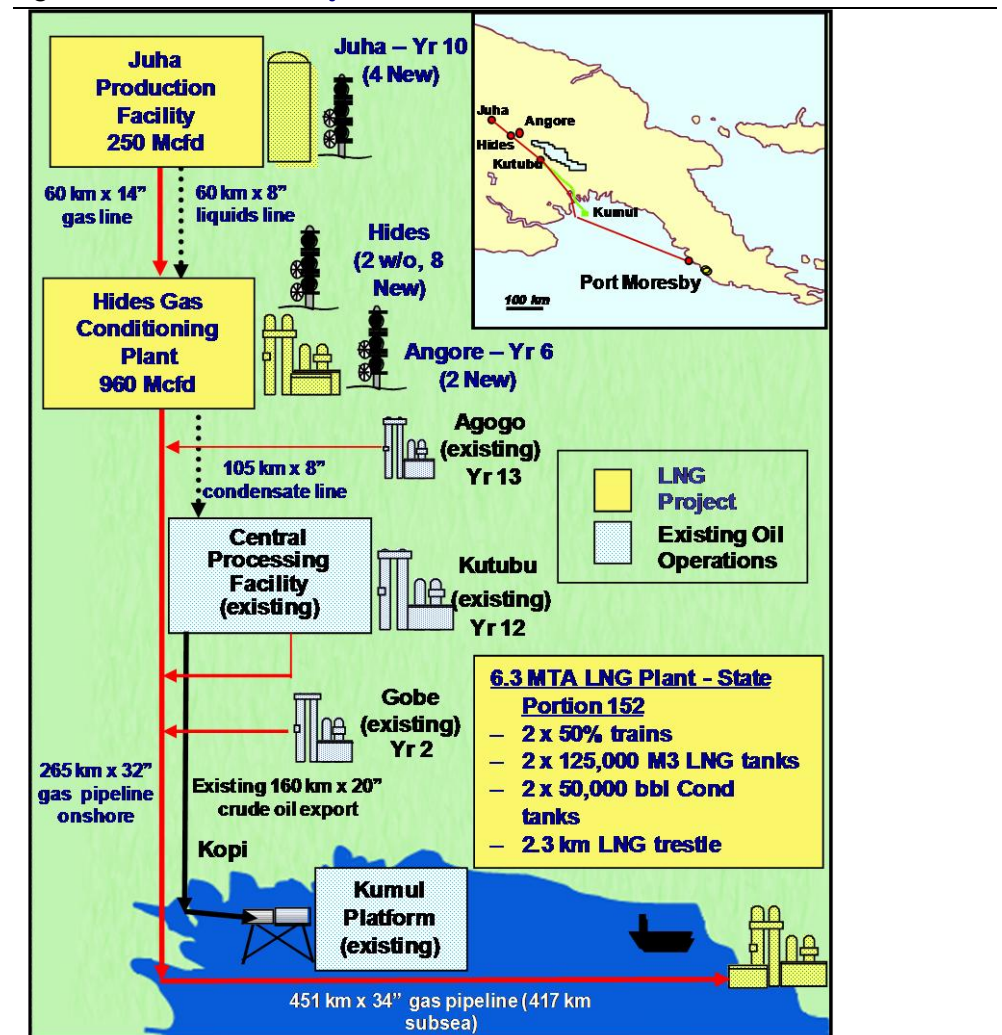 Juha
Production
Facility
250 Mcfd
Juha – Yr 10
(4 New)
Juha
Angore
Hides
Kutubu
Kumul
Port Moresby
100 km
60 km x 14”
gas line
60 km x 8”
liquids line
Hides
(2 w/o, 8
New)
Hides Gas
Conditioning
Plant
960 Mcfd
Angore – Yr 6
(2 New)
Agogo
(existing)
Yr 13
105 km x 8”
condensate line
LNG
Project
Existing Oil
Operations
Central
Processing
Facility
(existing)
Kutubu
(existing)
Yr 12
Gobe
(existing)
Yr 2
6.3 MTA LNG Plant - State
Portion 152
– 2 x 50% trains
– 2 x 125,000 M3 LNG tanks
– 2 x 50,000 bbl Cond
tanks
– 2.3 km LNG trestle
265 km x 32”
gas pipeline
onshore
Existing 160 km x 20”
crude oil export
Kopi
Kumul
Platform
(existing)
451 km x 34” gas pipeline (417 km
subsea)